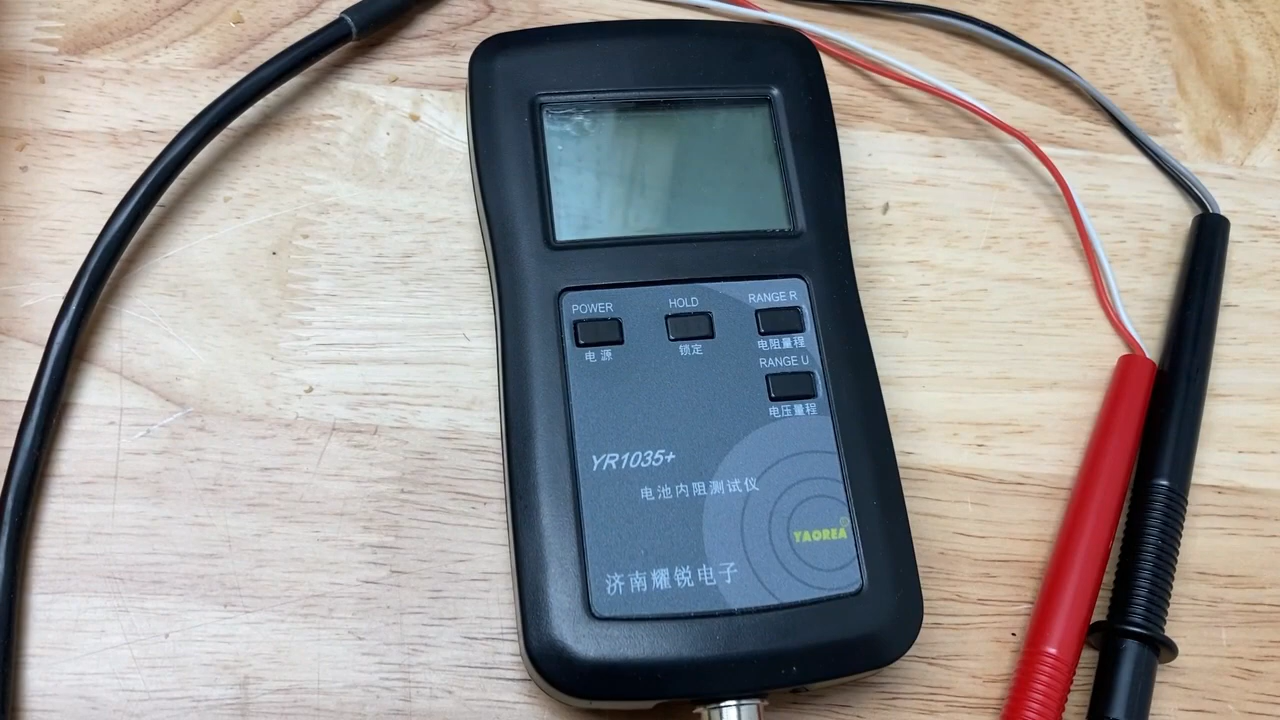 POWER
HOLD
RANGE R
电源
锁定
电阻量程
RANGE U
电压量程
YR1035+
电池内阻测试仪
YAOREA
济南耀锐电子